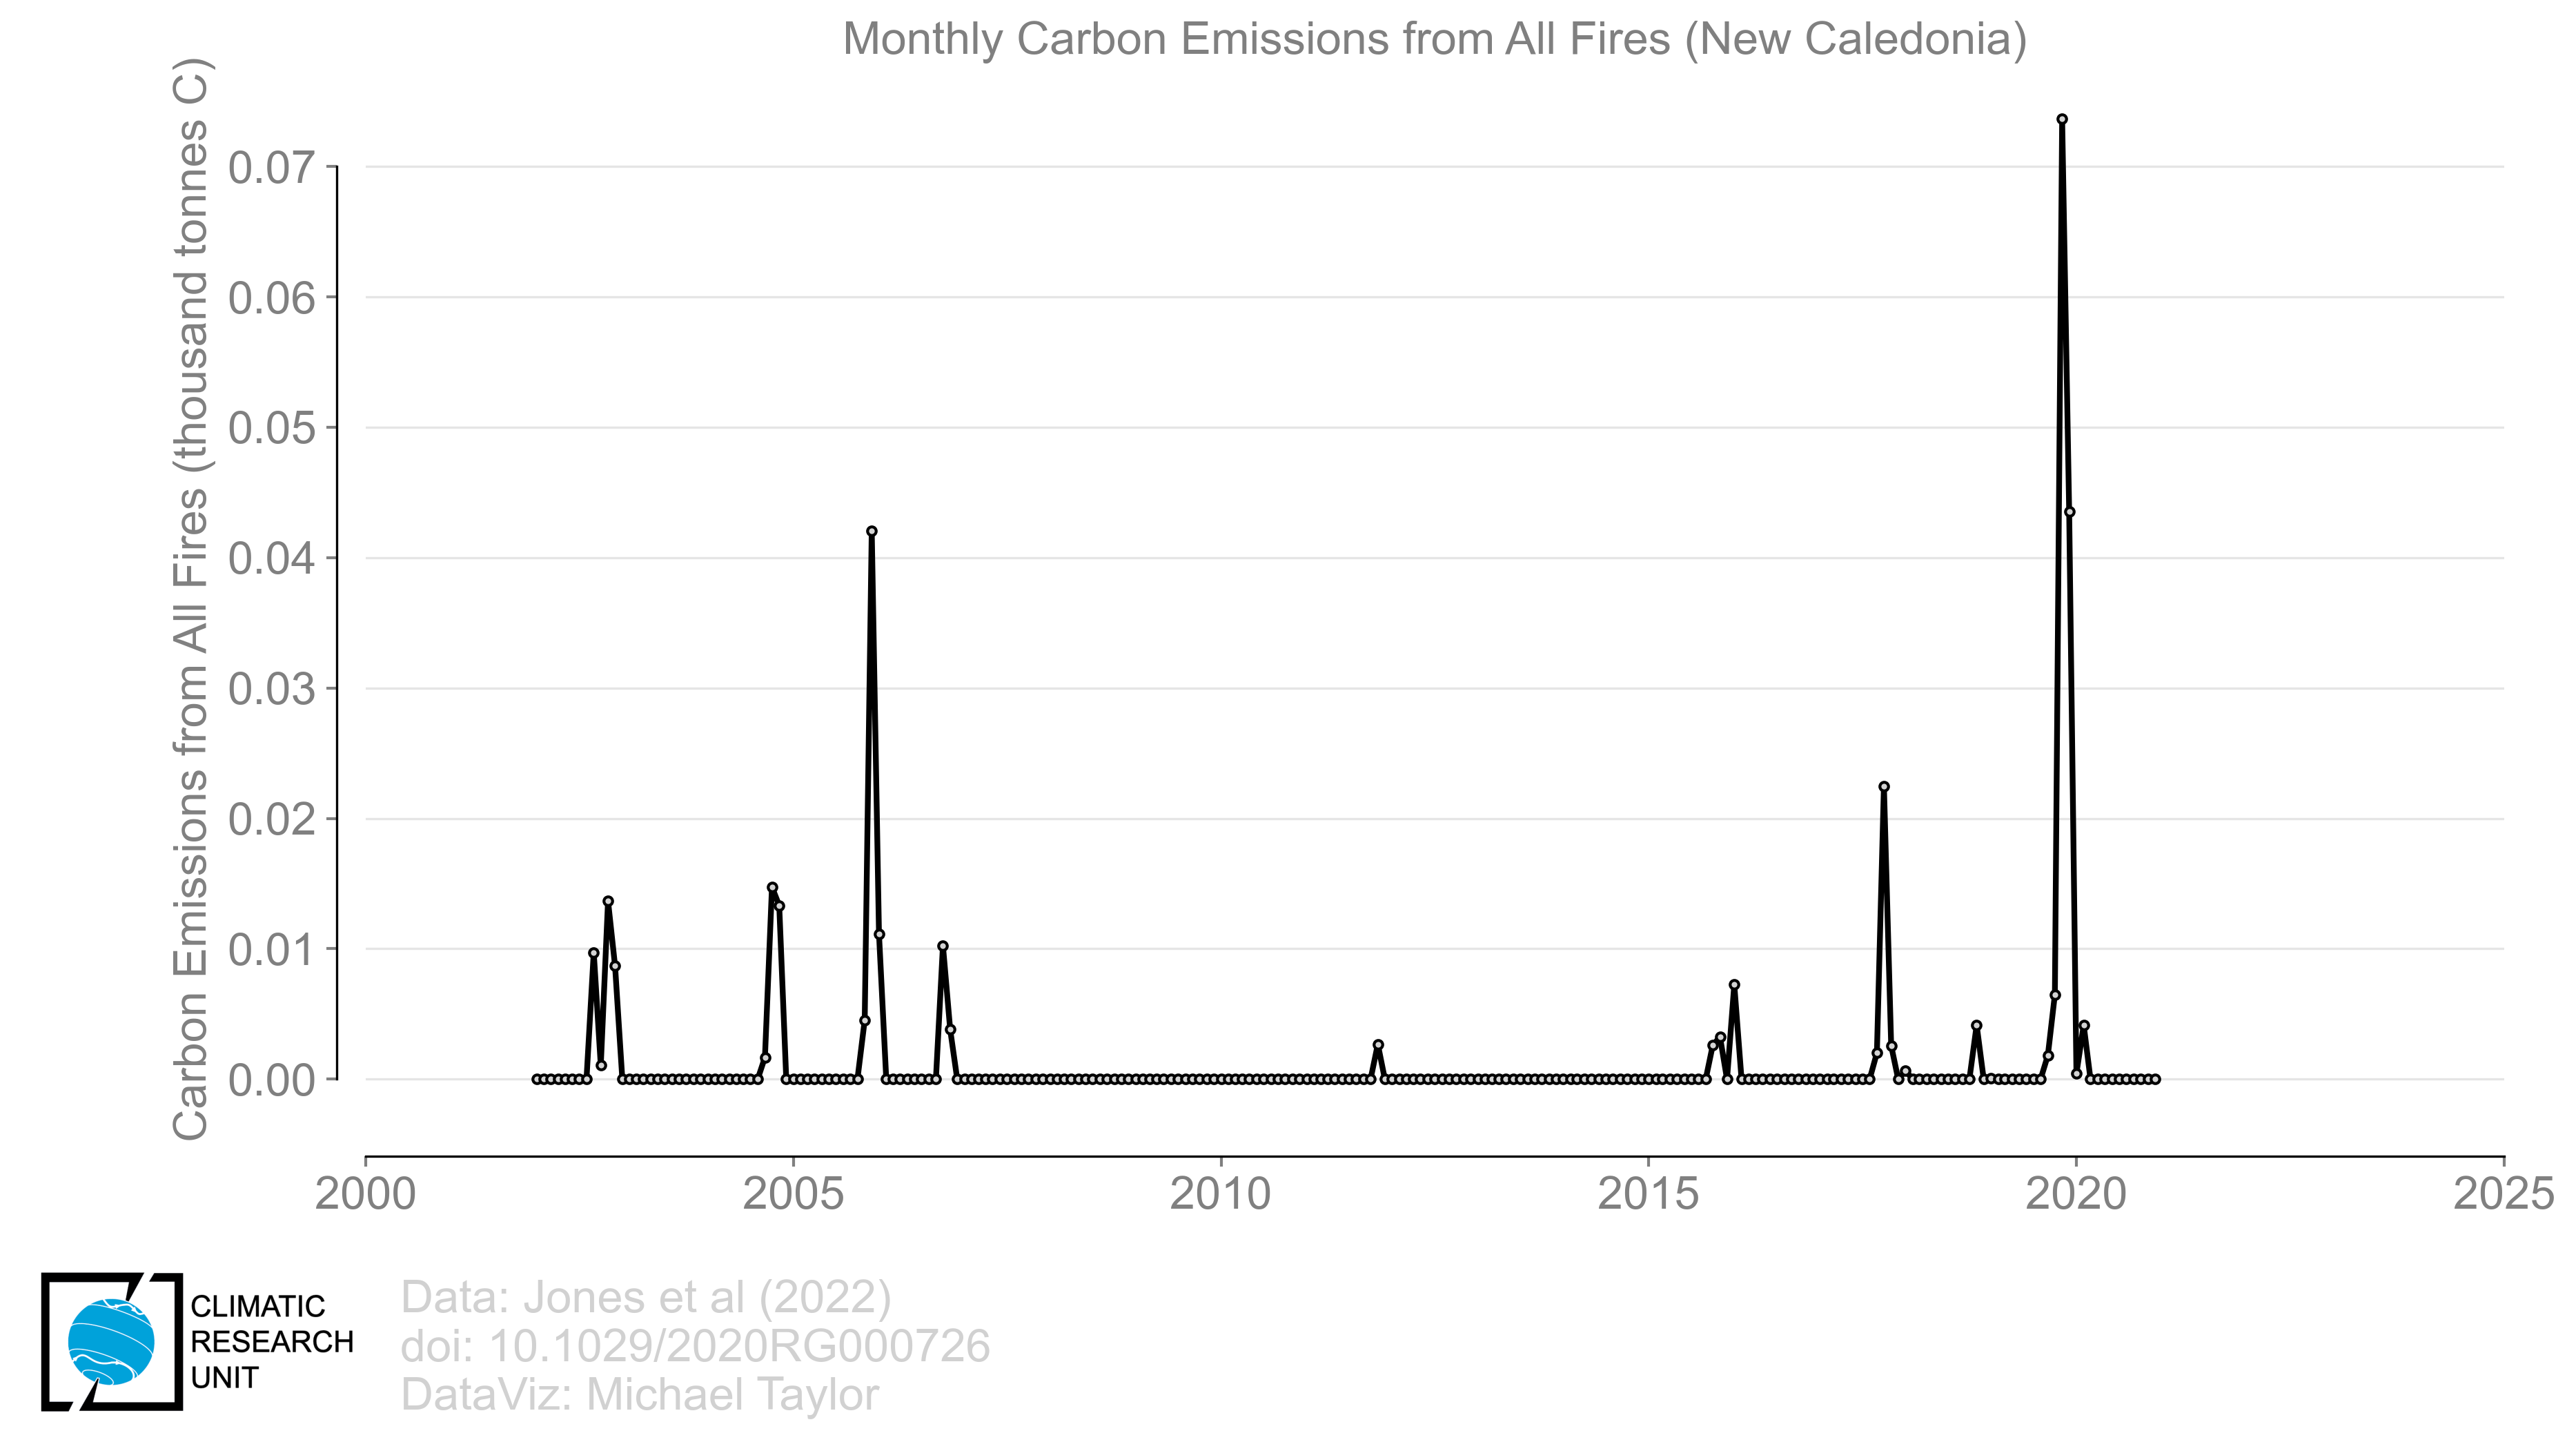 Monthly Carbon Emissions from All Fires (New Caledonia)
Carbon Emissions from All Fires (thousand tonnes C)
0.07
0.06
0.05
0.04
0.03
0.02
0.01
0.00
2000 2005 2010 2015 2020 2025
CLIMATIC
RESEARCH
UNIT
Data: Jones et al (2022)
doi: 10.1029/2020RG000726
DataViz: Michael Taylor